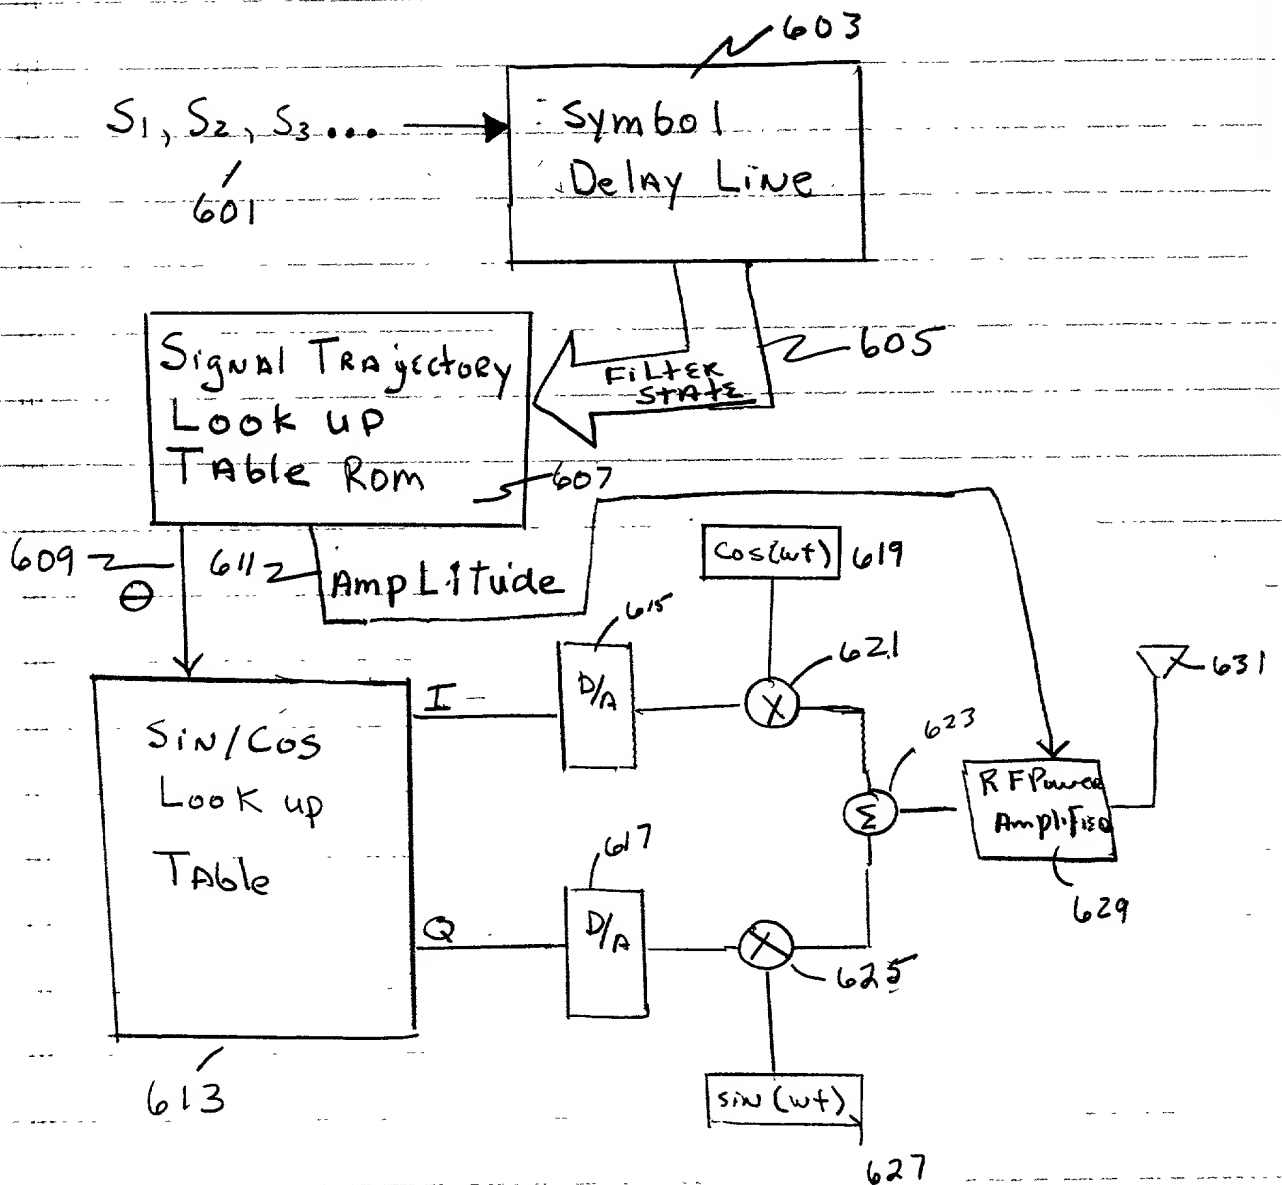 603
S1, S2, S3...
601
Symbol
Delay Line
605
Filter
State
Signal Trajectory
Look up
Table Rom
607
609
θ
611
Amplitude
cos(wt)
619
615
D/A
621
631
I
623
Sin/Cos
Look up
Table
RF Power
Amplifier
Σ
X
617
629
Q
D/A
X
625
613
sin(wt)
627